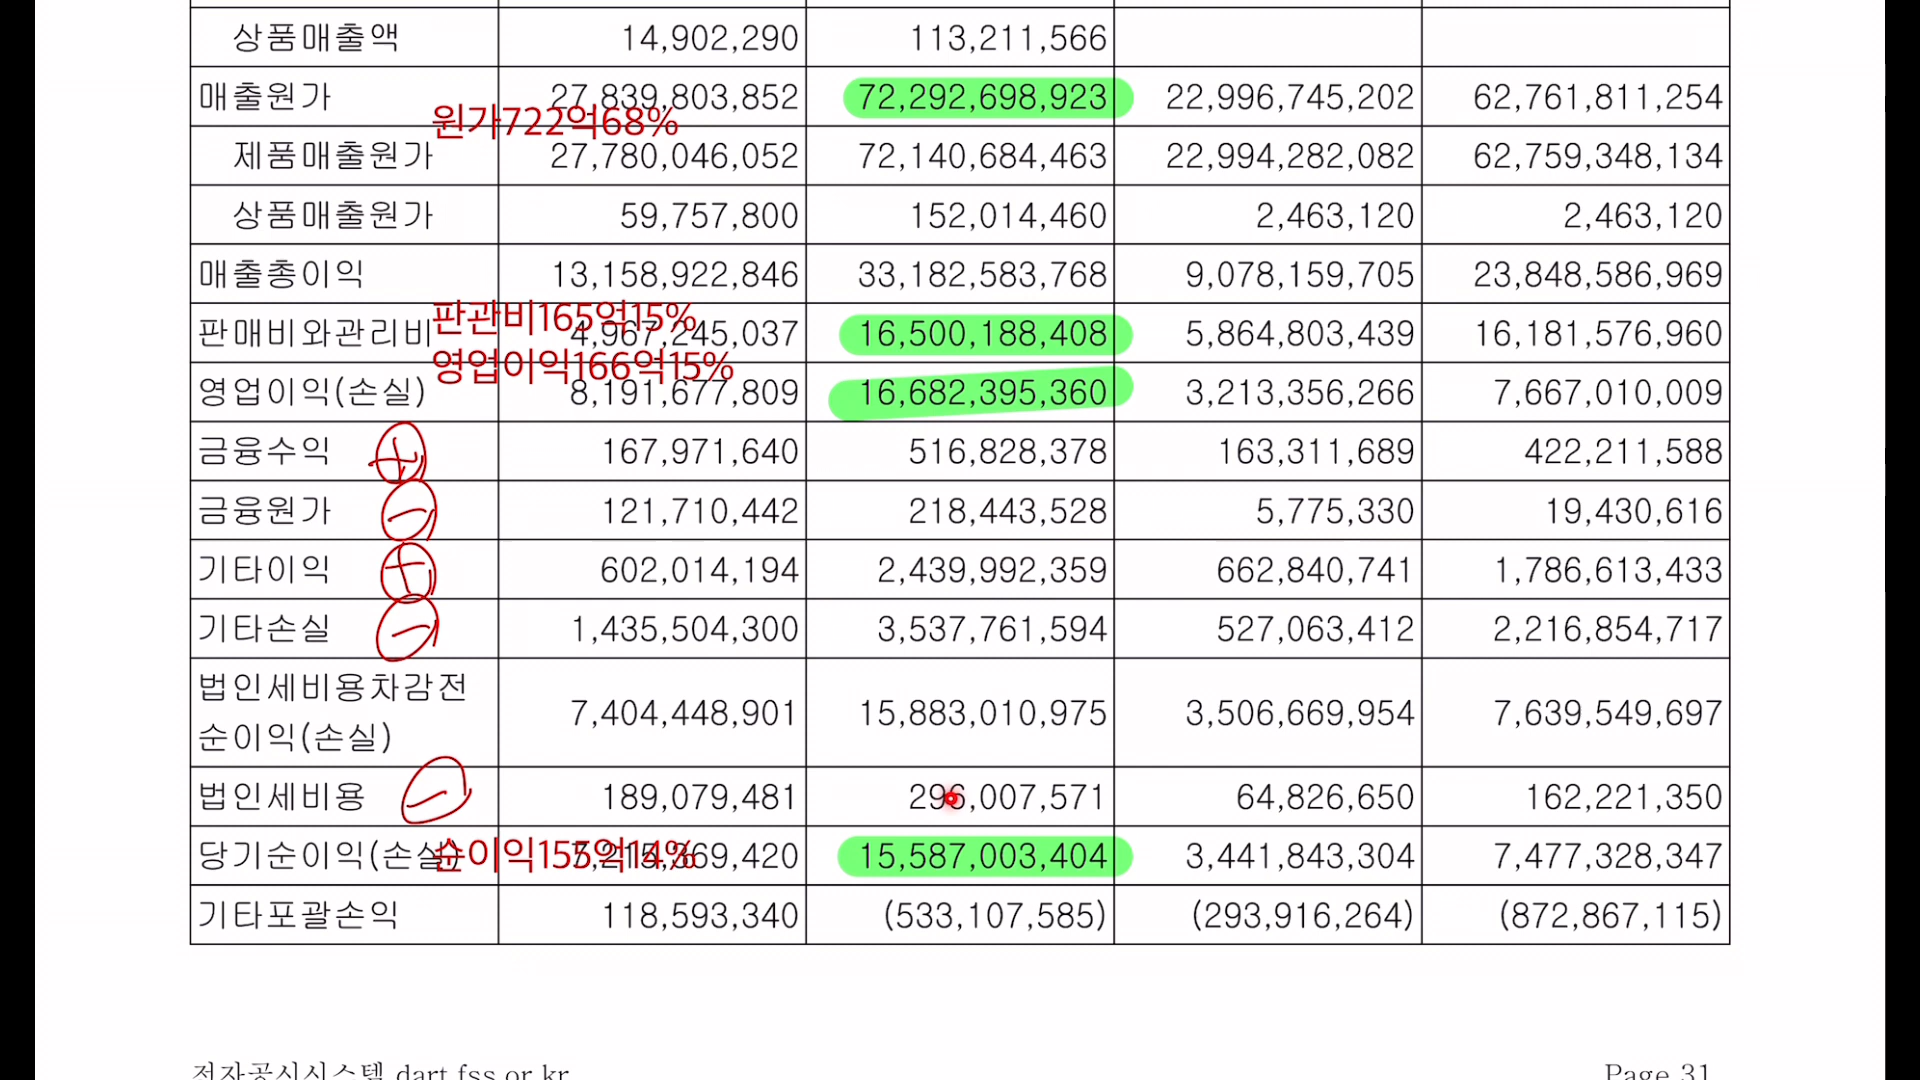 상품매출액 14,902,290 113,211,566
매출원가 27,839,803,852 72,292,698,923 22,996,745,202 62,761,811,254
원가722억68%
제품매출원가 27,780,046,052 72,140,684,463 22,994,282,082 62,759,348,134
상품매출원가 59,757,800 152,014,460 2,463,120 2,463,120
매출총이익 13,158,922,846 33,182,583,768 9,078,159,705 23,848,586,969
판관비165억15%
판매비와관리비 4,967,245,037 16,500,188,408 5,864,803,439 16,181,576,960
영업이익166억15%
영업이익(손실) 8,191,677,809 16,682,395,360 3,213,356,266 7,667,010,009
금융수익 + 167,971,640 516,828,378 163,311,689 422,211,588
금융원가 - 121,710,442 218,443,528 5,775,330 19,430,616
기타이익 + 602,014,194 2,439,992,359 662,840,741 1,786,613,433
기타손실 - 1,435,504,300 3,537,761,594 527,063,412 2,216,854,717
법인세비용차감전
순이익(손실) 7,404,448,901 15,883,010,975 3,506,669,954 7,639,549,697
법인세비용 - 189,079,481 296,007,571 64,826,650 162,221,350
순이익155억14%
당기순이익(손실) 15,587,003,404 3,441,843,304 7,477,328,347
기타포괄손익 118,593,340 (533,107,585) (293,916,264) (872,867,115)
전자공시시스템 dart.fss.or.kr Page 31